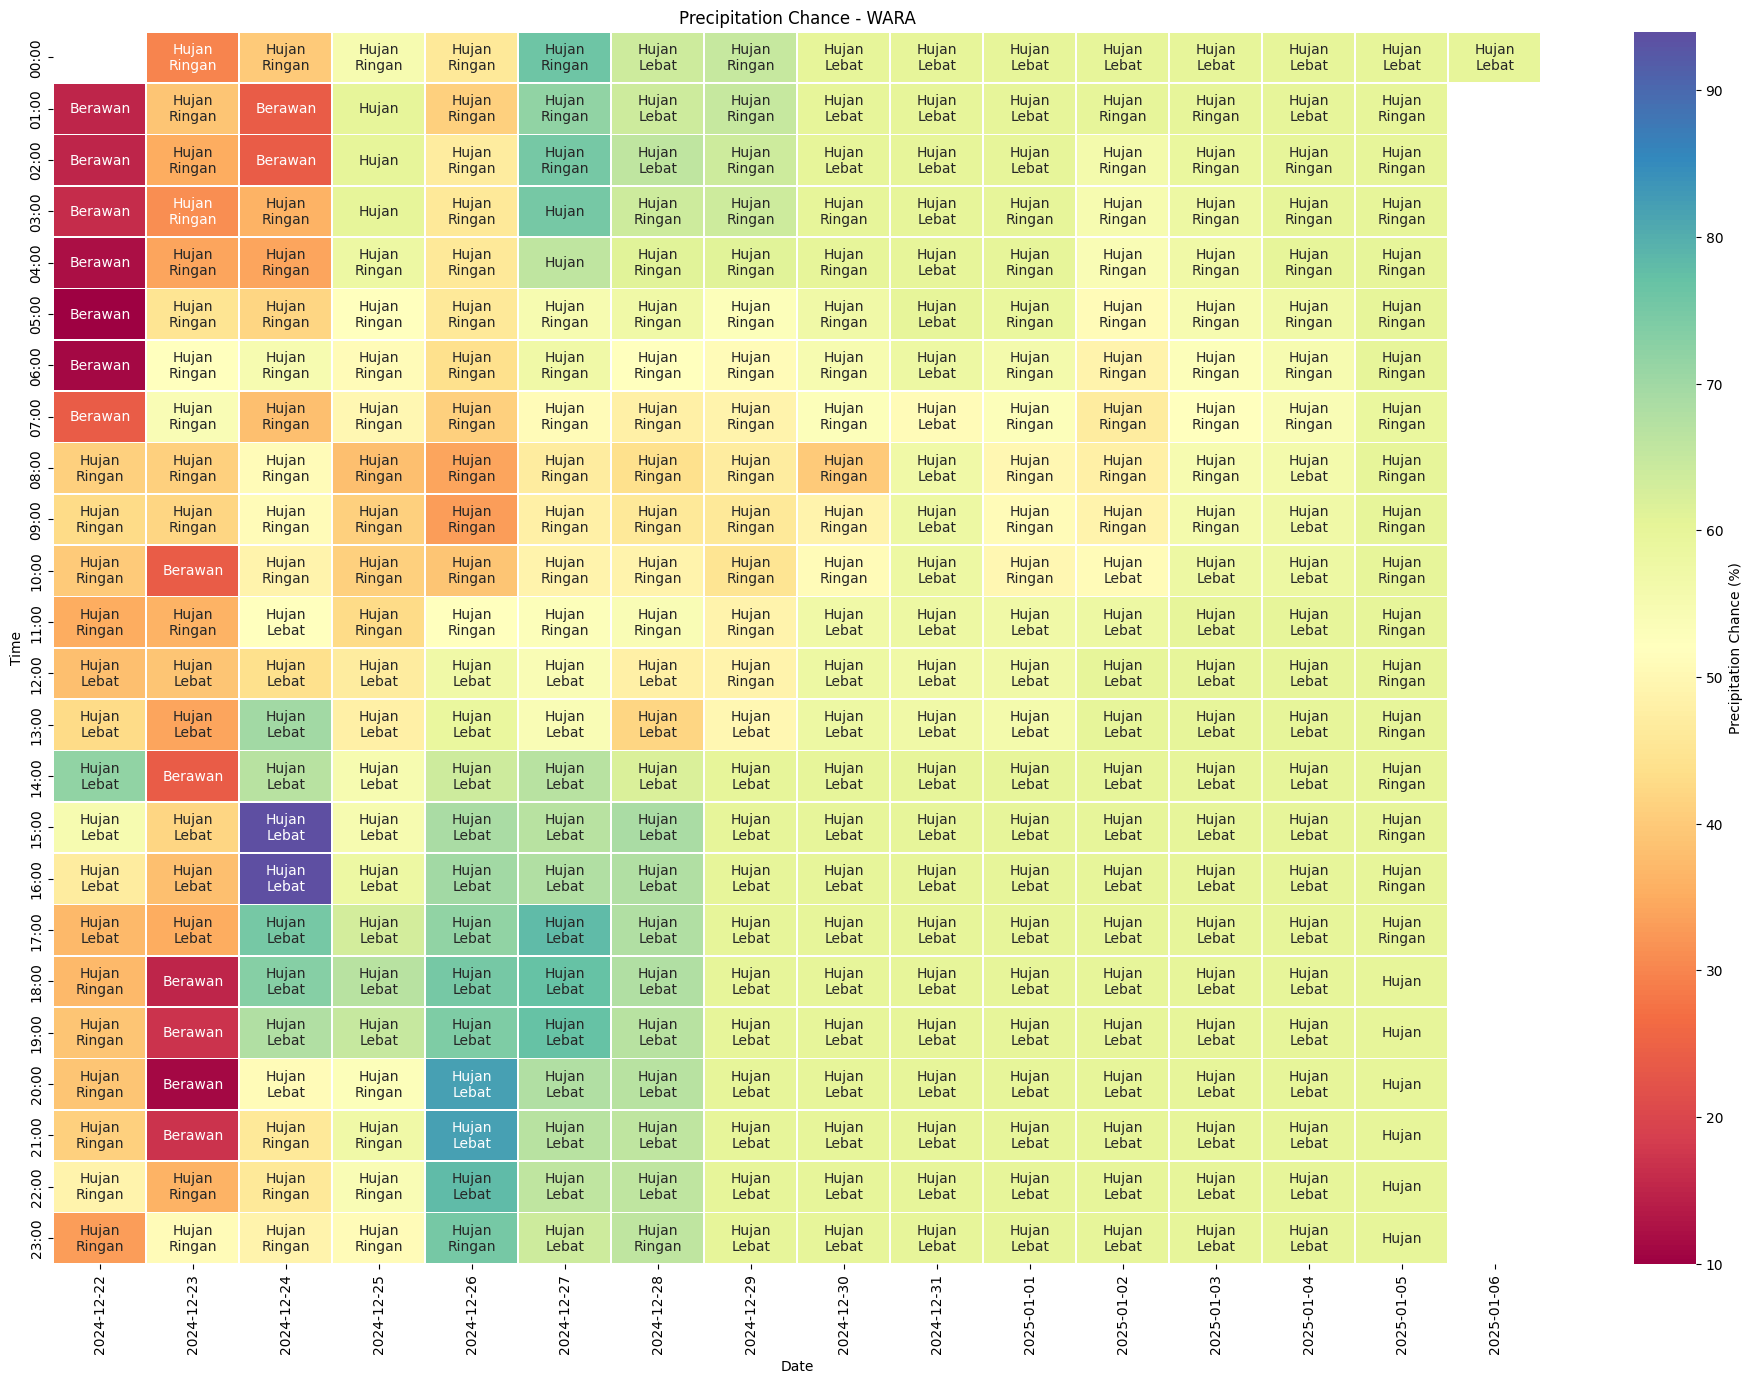 Precipitation Chance - WARA
00:00 Hujan Ringan Hujan Ringan Hujan Ringan Hujan Ringan Hujan Ringan Hujan Lebat Hujan Ringan Hujan Lebat Hujan Lebat Hujan Lebat Hujan Lebat Hujan Lebat Hujan Lebat Hujan Lebat Hujan Lebat
01:00 Berawan Hujan Ringan Berawan Hujan Hujan Ringan Hujan Ringan Hujan Lebat Hujan Ringan Hujan Lebat Hujan Lebat Hujan Lebat Hujan Ringan Hujan Ringan Hujan Lebat Hujan Ringan
02:00 Berawan Hujan Ringan Berawan Hujan Hujan Ringan Hujan Ringan Hujan Lebat Hujan Ringan Hujan Lebat Hujan Lebat Hujan Lebat Hujan Ringan Hujan Ringan Hujan Ringan Hujan Ringan
03:00 Berawan Hujan Ringan Hujan Ringan Hujan Hujan Ringan Hujan Hujan Ringan Hujan Ringan Hujan Ringan Hujan Lebat Hujan Ringan Hujan Ringan Hujan Ringan Hujan Ringan Hujan Ringan
04:00 Berawan Hujan Ringan Hujan Ringan Hujan Ringan Hujan Ringan Hujan Hujan Ringan Hujan Ringan Hujan Ringan Hujan Lebat Hujan Ringan Hujan Ringan Hujan Ringan Hujan Ringan Hujan Ringan
05:00 Berawan Hujan Ringan Hujan Ringan Hujan Ringan Hujan Ringan Hujan Ringan Hujan Ringan Hujan Ringan Hujan Ringan Hujan Lebat Hujan Ringan Hujan Ringan Hujan Ringan Hujan Ringan Hujan Ringan
06:00 Berawan Hujan Ringan Hujan Ringan Hujan Ringan Hujan Ringan Hujan Ringan Hujan Ringan Hujan Ringan Hujan Ringan Hujan Lebat Hujan Ringan Hujan Ringan Hujan Ringan Hujan Ringan Hujan Ringan
07:00 Berawan Hujan Ringan Hujan Ringan Hujan Ringan Hujan Ringan Hujan Ringan Hujan Ringan Hujan Ringan Hujan Ringan Hujan Lebat Hujan Ringan Hujan Ringan Hujan Ringan Hujan Ringan Hujan Ringan
08:00 Hujan Ringan Hujan Ringan Hujan Ringan Hujan Ringan Hujan Ringan Hujan Ringan Hujan Ringan Hujan Ringan Hujan Ringan Hujan Lebat Hujan Ringan Hujan Ringan Hujan Ringan Hujan Lebat Hujan Ringan
09:00 Hujan Ringan Hujan Ringan Hujan Ringan Hujan Ringan Hujan Ringan Hujan Ringan Hujan Ringan Hujan Ringan Hujan Ringan Hujan Lebat Hujan Ringan Hujan Ringan Hujan Ringan Hujan Lebat Hujan Ringan
10:00 Hujan Ringan Berawan Hujan Ringan Hujan Ringan Hujan Ringan Hujan Ringan Hujan Ringan Hujan Ringan Hujan Ringan Hujan Lebat Hujan Ringan Hujan Lebat Hujan Lebat Hujan Lebat Hujan Ringan
11:00 Hujan Ringan Hujan Ringan Hujan Lebat Hujan Ringan Hujan Ringan Hujan Ringan Hujan Ringan Hujan Ringan Hujan Lebat Hujan Lebat Hujan Lebat Hujan Lebat Hujan Lebat Hujan Lebat Hujan Ringan
12:00 Hujan Lebat Hujan Lebat Hujan Lebat Hujan Lebat Hujan Lebat Hujan Lebat Hujan Lebat Hujan Ringan Hujan Lebat Hujan Lebat Hujan Lebat Hujan Lebat Hujan Lebat Hujan Lebat Hujan Ringan
13:00 Hujan Lebat Hujan Lebat Hujan Lebat Hujan Lebat Hujan Lebat Hujan Lebat Hujan Lebat Hujan Lebat Hujan Lebat Hujan Lebat Hujan Lebat Hujan Lebat Hujan Lebat Hujan Lebat Hujan Ringan
14:00 Hujan Lebat Berawan Hujan Lebat Hujan Lebat Hujan Lebat Hujan Lebat Hujan Lebat Hujan Lebat Hujan Lebat Hujan Lebat Hujan Lebat Hujan Lebat Hujan Lebat Hujan Lebat Hujan Ringan
15:00 Hujan Lebat Hujan Lebat Hujan Lebat Hujan Lebat Hujan Lebat Hujan Lebat Hujan Lebat Hujan Lebat Hujan Lebat Hujan Lebat Hujan Lebat Hujan Lebat Hujan Lebat Hujan Lebat Hujan Ringan
16:00 Hujan Lebat Hujan Lebat Hujan Lebat Hujan Lebat Hujan Lebat Hujan Lebat Hujan Lebat Hujan Lebat Hujan Lebat Hujan Lebat Hujan Lebat Hujan Lebat Hujan Lebat Hujan Lebat Hujan Ringan
17:00 Hujan Lebat Hujan Lebat Hujan Lebat Hujan Lebat Hujan Lebat Hujan Lebat Hujan Lebat Hujan Lebat Hujan Lebat Hujan Lebat Hujan Lebat Hujan Lebat Hujan Lebat Hujan Lebat Hujan Ringan
18:00 Hujan Ringan Berawan Hujan Lebat Hujan Lebat Hujan Lebat Hujan Lebat Hujan Lebat Hujan Lebat Hujan Lebat Hujan Lebat Hujan Lebat Hujan Lebat Hujan Lebat Hujan Lebat Hujan
19:00 Hujan Ringan Berawan Hujan Lebat Hujan Lebat Hujan Lebat Hujan Lebat Hujan Lebat Hujan Lebat Hujan Lebat Hujan Lebat Hujan Lebat Hujan Lebat Hujan Lebat Hujan Lebat Hujan
20:00 Hujan Ringan Berawan Hujan Lebat Hujan Ringan Hujan Lebat Hujan Lebat Hujan Lebat Hujan Lebat Hujan Lebat Hujan Lebat Hujan Lebat Hujan Lebat Hujan Lebat Hujan Lebat Hujan
21:00 Hujan Ringan Berawan Hujan Ringan Hujan Ringan Hujan Lebat Hujan Lebat Hujan Lebat Hujan Lebat Hujan Lebat Hujan Lebat Hujan Lebat Hujan Lebat Hujan Lebat Hujan Lebat Hujan
22:00 Hujan Ringan Hujan Ringan Hujan Ringan Hujan Ringan Hujan Lebat Hujan Lebat Hujan Lebat Hujan Lebat Hujan Lebat Hujan Lebat Hujan Lebat Hujan Lebat Hujan Lebat Hujan Lebat Hujan
23:00 Hujan Ringan Hujan Ringan Hujan Ringan Hujan Ringan Hujan Ringan Hujan Lebat Hujan Ringan Hujan Lebat Hujan Lebat Hujan Lebat Hujan Lebat Hujan Lebat Hujan Lebat Hujan Lebat Hujan
Time
2024-12-22 2024-12-23 2024-12-24 2024-12-25 2024-12-26 2024-12-27 2024-12-28 2024-12-29 2024-12-30 2024-12-31 2025-01-01 2025-01-02 2025-01-03 2025-01-04 2025-01-05 2025-01-06
Date
90
80
70
60
50
40
30
20
10
Precipitation Chance (%)